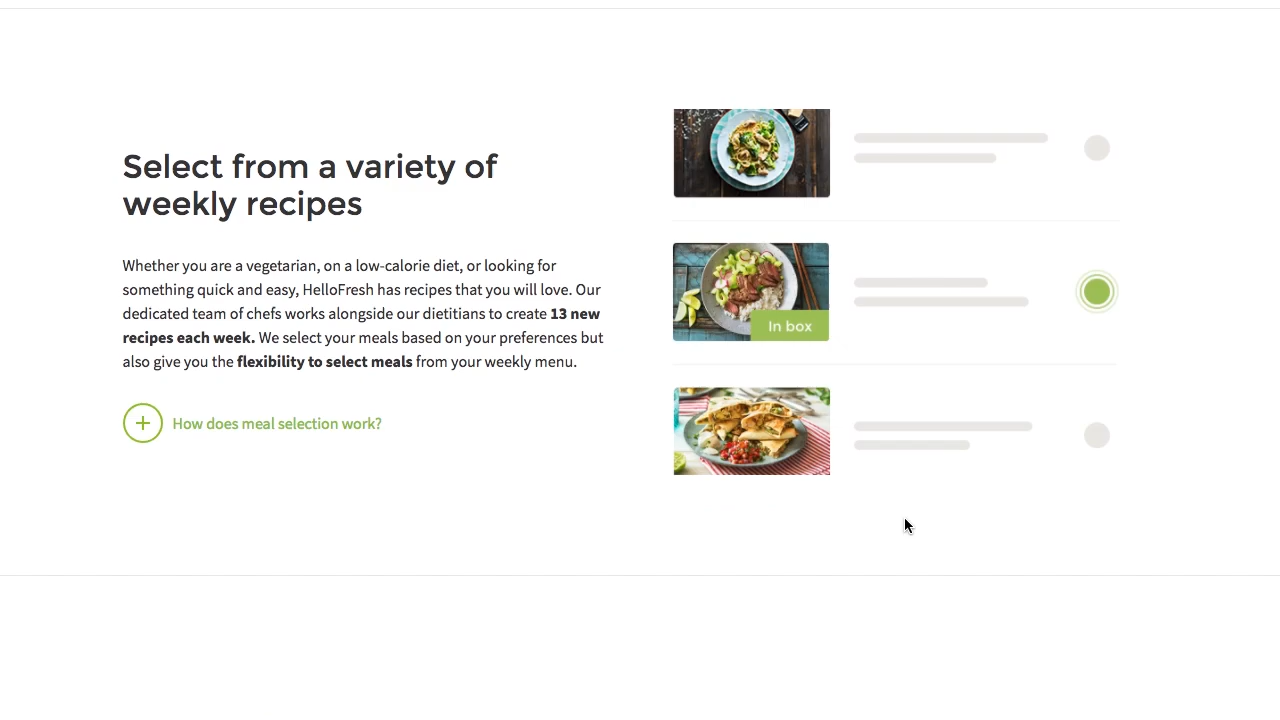 Select from a variety of
weekly recipes
Whether you are a vegetarian, on a low-calorie diet, or looking for
something quick and easy, HelloFresh has recipes that you will love. Our
dedicated team of chefs works alongside our dietitians to create 13 new
recipes each week. We select your meals based on your preferences but
also give you the flexibility to select meals from your weekly menu.
How does meal selection work?
In box